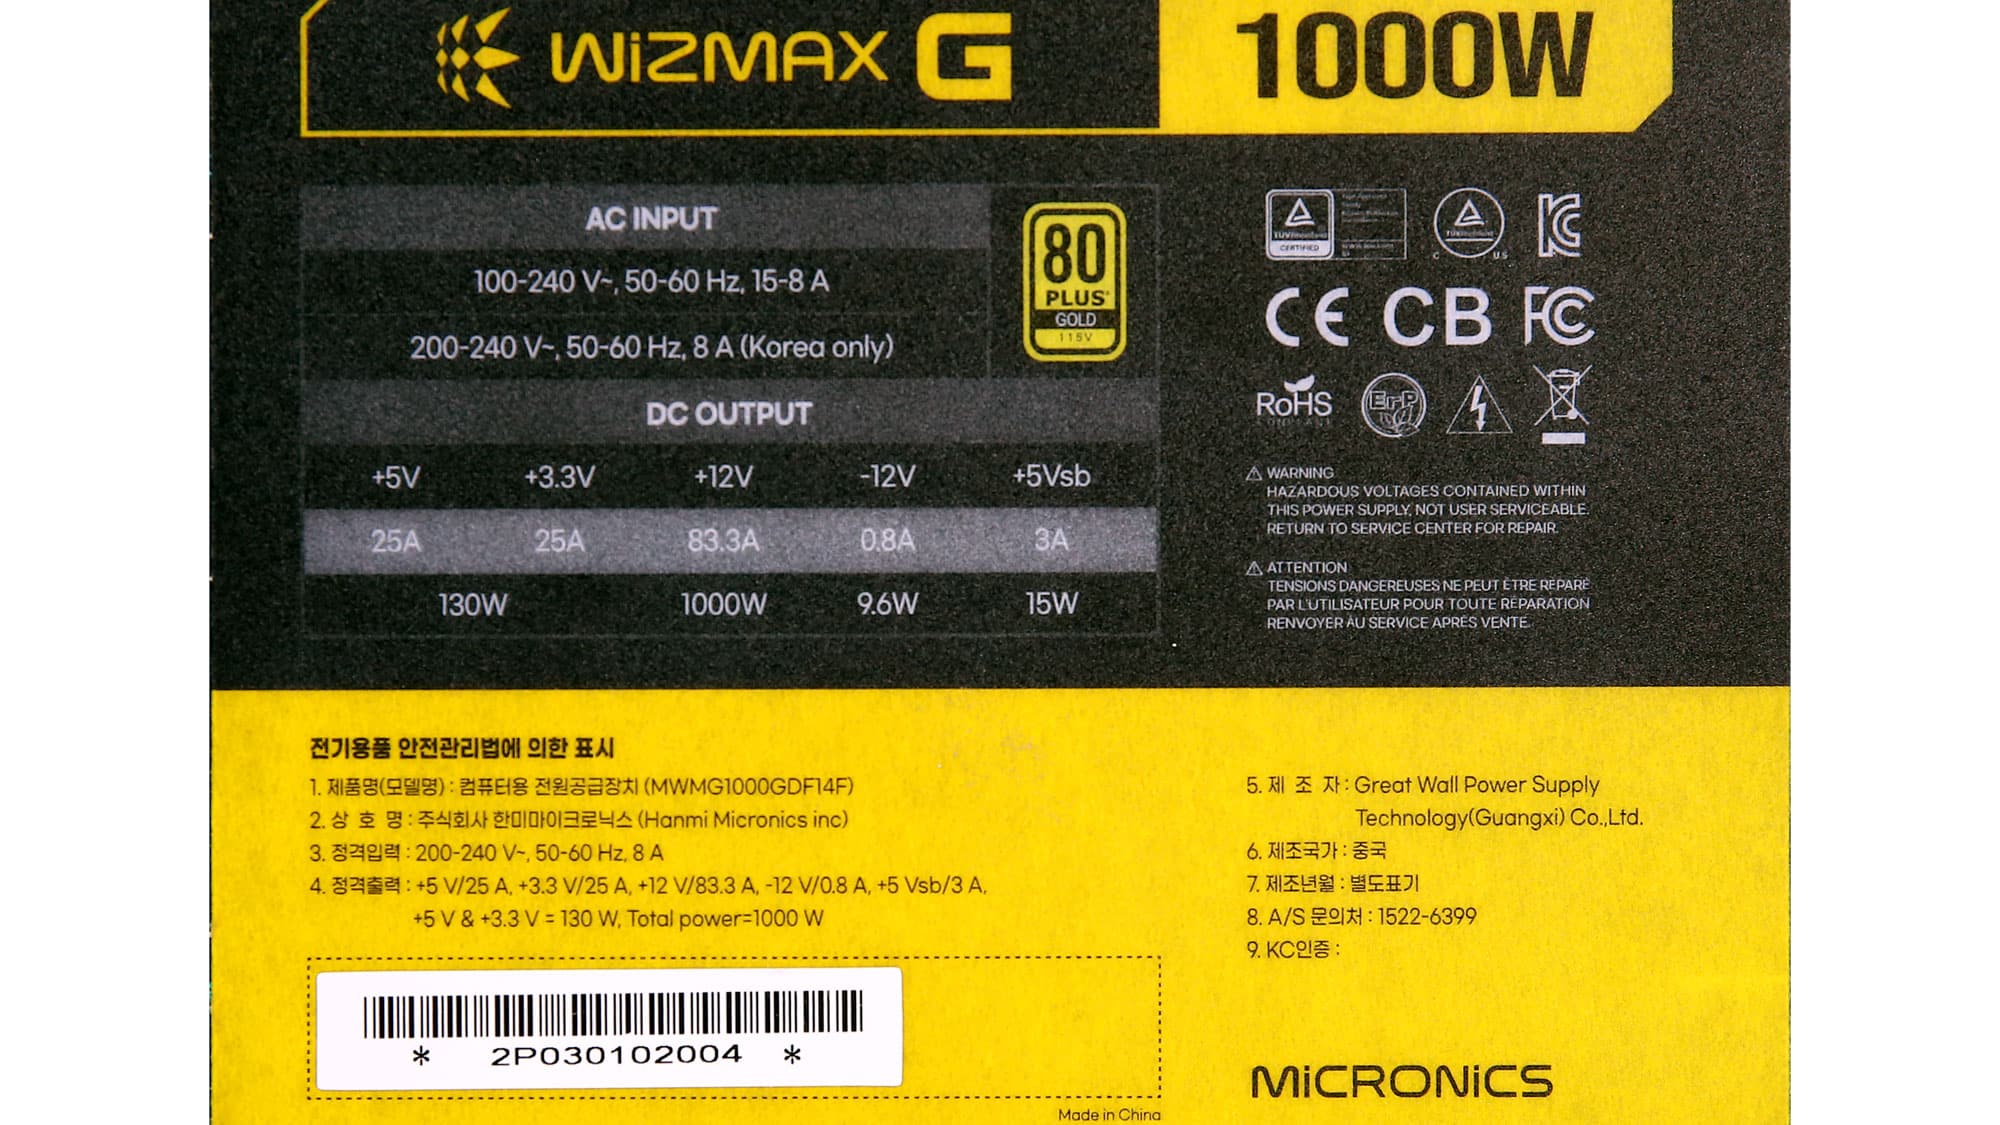 WiZMAX G 1000W
AC INPUT
100-240 V~, 50-60 Hz, 15-8 A
200-240 V~, 50-60 Hz, 8 A (Korea only)
80
PLUS
GOLD
115V
DC OUTPUT
+5V +3.3V +12V -12V +5Vsb
25A 25A 83.3A 0.8A 3A
130W 1000W 9.6W 15W
TÜVRheinland
CERTIFIED
TÜVRheinland
C US
CE CB FC
RoHS
COMPLIANT
ErP
WARNING
HAZARDOUS VOLTAGES CONTAINED WITHIN
THIS POWER SUPPLY, NOT USER SERVICEABLE.
RETURN TO SERVICE CENTER FOR REPAIR.
ATTENTION
TENSIONS DANGEREUSES NE PEUT ÊTRE RÉPARÉ
PAR L'UTILISATEUR POUR TOUTE RÉPARATION
RENVOYER AU SERVICE APRÈS VENTE.
전기용품 안전관리법에 의한 표시
1. 제품명(모델명) : 컴퓨터용 전원공급장치 (MWMG1000GDF14F)
2. 상 호 명 : 주식회사 한미마이크로닉스 (Hanmi Micronics inc)
3. 정격입력 : 200-240 V~, 50-60 Hz, 8 A
4. 정격출력 : +5 V/25 A, +3.3 V/25 A, +12 V/83.3 A, -12 V/0.8 A, +5 Vsb/3 A,
+5 V & +3.3 V = 130 W, Total power=1000 W
5. 제 조 자 : Great Wall Power Supply
Technology(Guangxi) Co.,Ltd.
6. 제조국가 : 중국
7. 제조년월 : 별도표기
8. A/S 문의처 : 1522-6399
9. KC인증 :
* 2P030102004 *
Made in China
MiCRONiCS